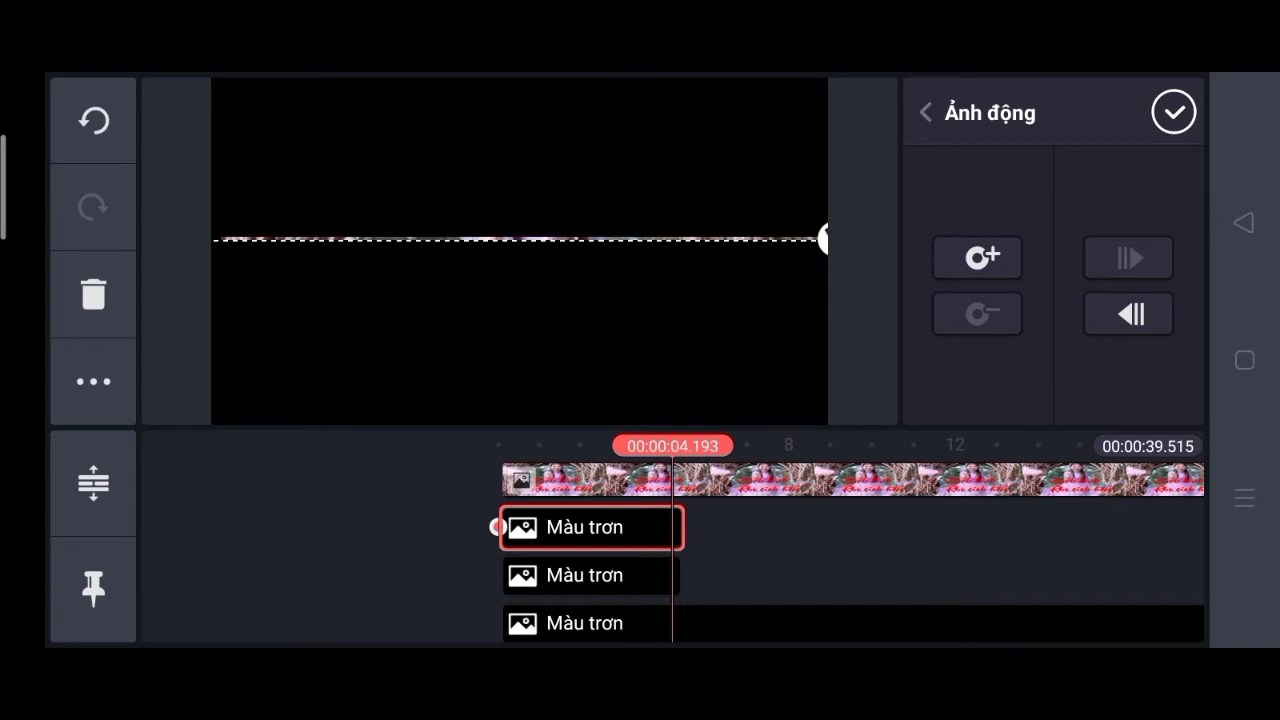 Ảnh động
00:00:04.193
8
12
00:00:39.515
Màu trơn
Màu trơn
Màu trơn